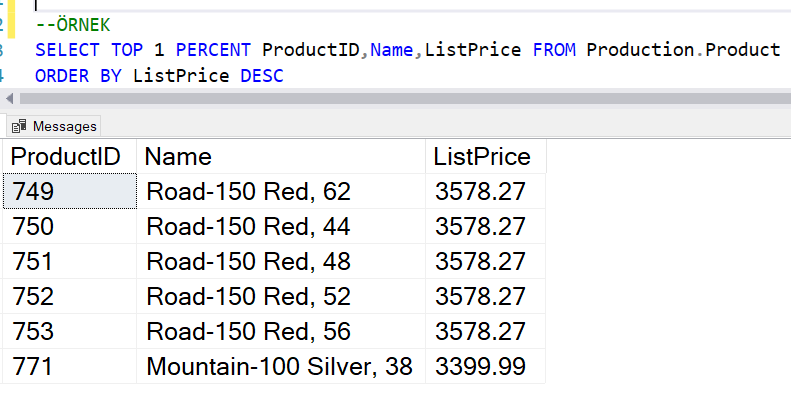 --ÖRNEK
SELECT TOP 1 PERCENT ProductID,Name,ListPrice FROM Production.Product
ORDER BY ListPrice DESC
Messages
ProductID Name ListPrice
749 Road-150 Red, 62 3578.27
750 Road-150 Red, 44 3578.27
751 Road-150 Red, 48 3578.27
752 Road-150 Red, 52 3578.27
753 Road-150 Red, 56 3578.27
771 Mountain-100 Silver, 38 3399.99